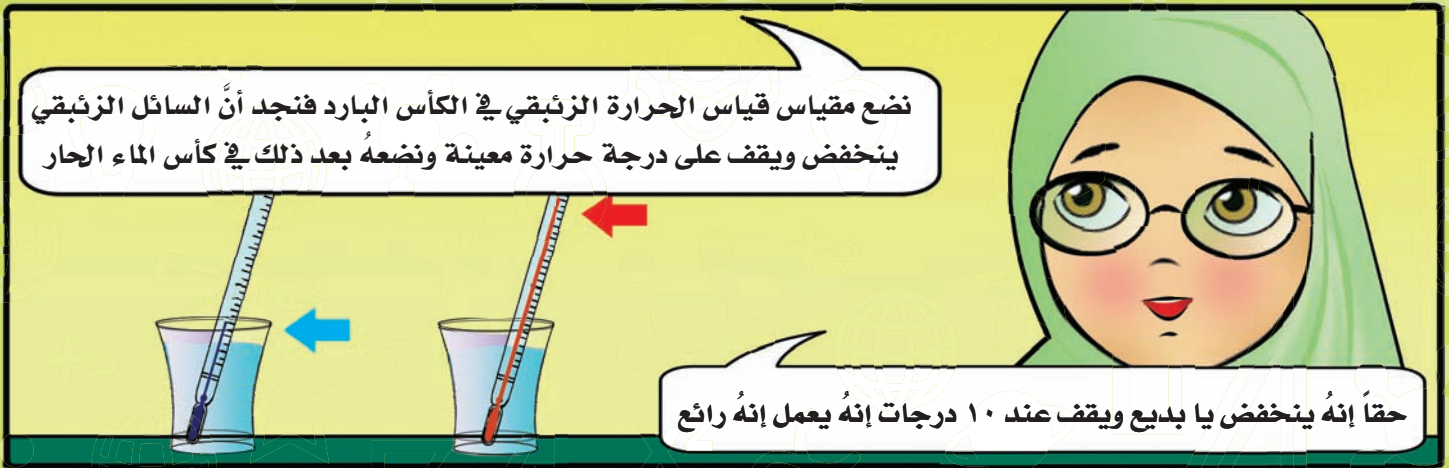 نضع مقياس قياس الحرارة الزئبقي في الكأس البارد فنجد أنَّ السائل الزئبقي
ينخفض ويقف على درجة حرارة معينة ونضعهُ بعد ذلك في كأس الماء الحار
حقاً إنهُ ينخفض يا بديع ويقف عند ١٠ درجات إنهُ يعمل إنهُ رائع